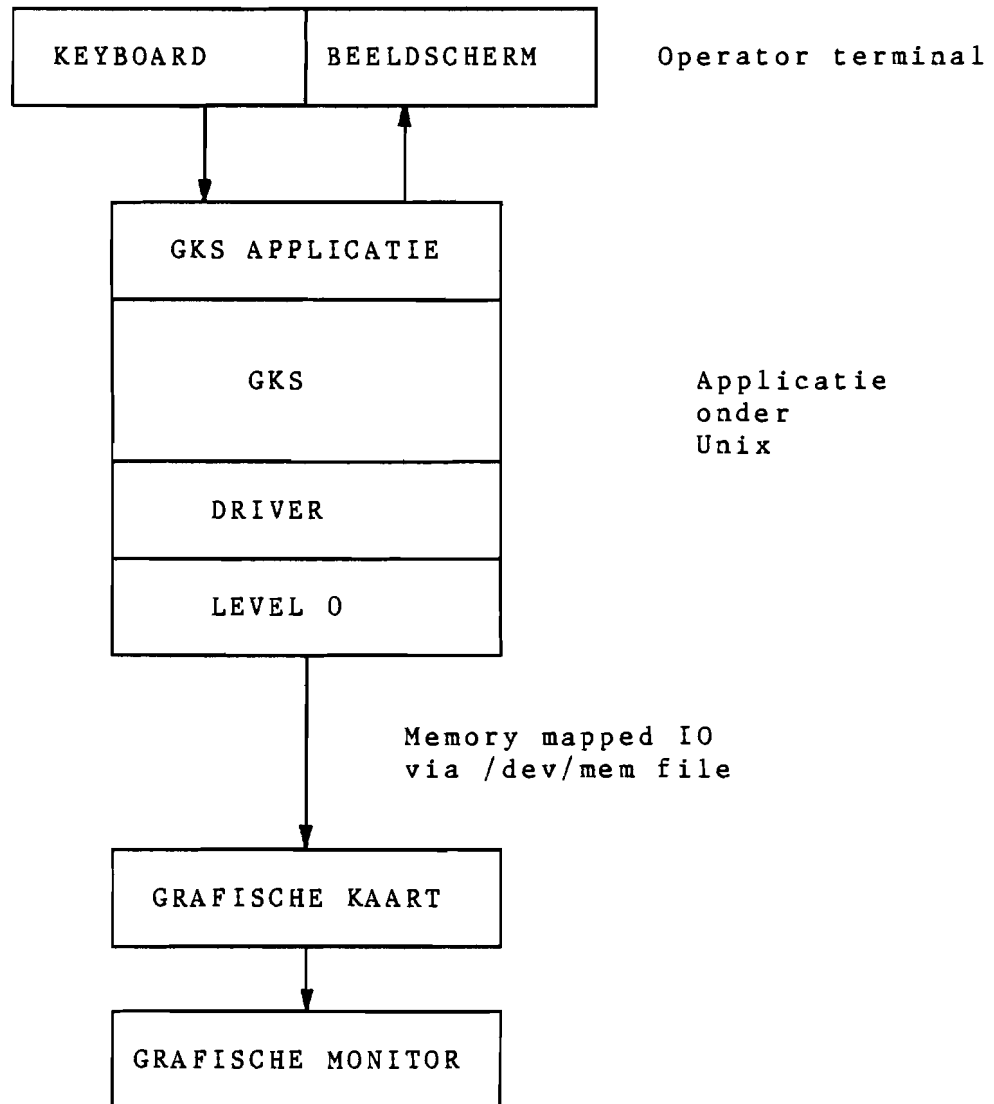 KEYBOARD BEELDSCHERM Operator terminal
GKS APPLICATIE
GKS
Applicatie
onder
Unix
DRIVER
LEVEL 0
Memory mapped IO
via /dev/mem file
GRAFISCHE KAART
GRAFISCHE MONITOR